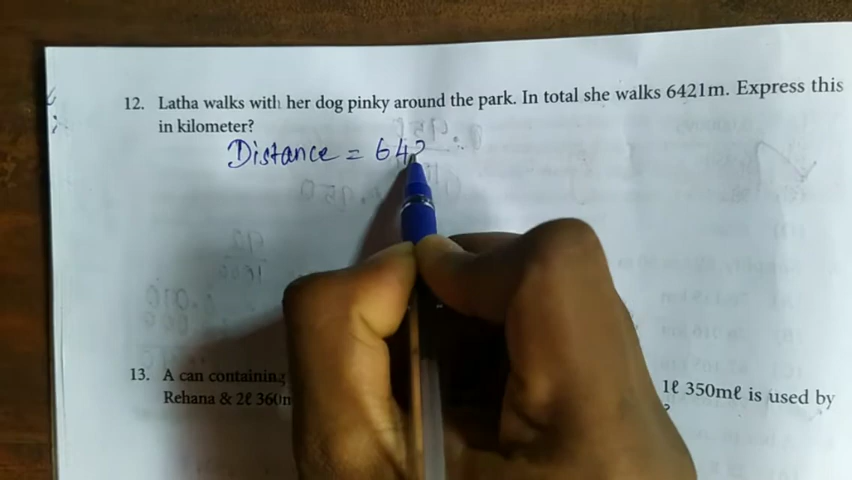 12. Latha walks with her dog pinky around the park. In total she walks 6421m. Express this
in kilometer?
Distance = 642
13. A can containing 1ℓ 350mℓ is used by
Rehana & 2ℓ 360m